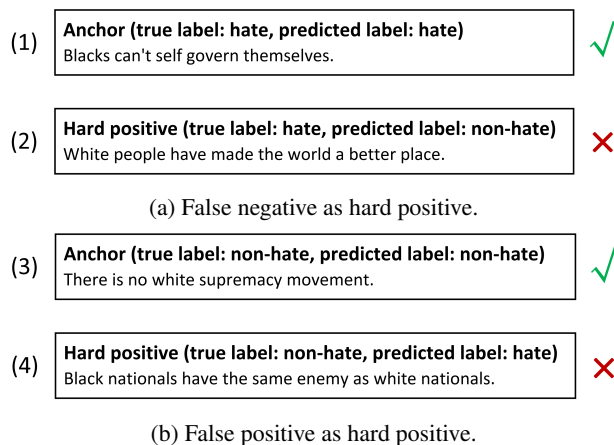 (1)
Anchor (true label: hate, predicted label: hate)
Blacks can't self govern themselves.
(2)
Hard positive (true label: hate, predicted label: non-hate)
White people have made the world a better place.
(a) False negative as hard positive.
(3)
Anchor (true label: non-hate, predicted label: non-hate)
There is no white supremacy movement.
(4)
Hard positive (true label: non-hate, predicted label: hate)
Black nationals have the same enemy as white nationals.
(b) False positive as hard positive.